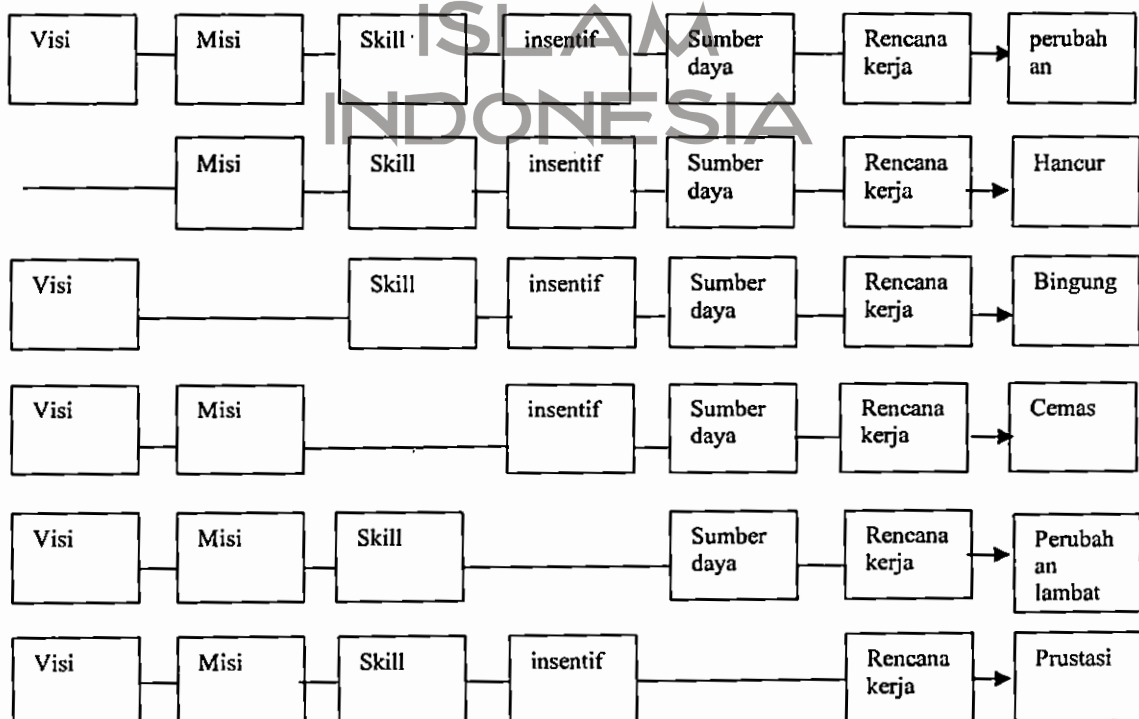 ISLAM
INDONESIA
Visi
Misi
Skill
insentif
Sumber
daya
Rencana
kerja
perubah
an
Misi
Skill
insentif
Sumber
daya
Rencana
kerja
Hancur
Visi
Skill
insentif
Sumber
daya
Rencana
kerja
Bingung
Visi
Misi
insentif
Sumber
daya
Rencana
kerja
Cemas
Visi
Misi
Skill
Sumber
daya
Rencana
kerja
Perubah
an
lambat
Visi
Misi
Skill
insentif
Rencana
kerja
Prustasi